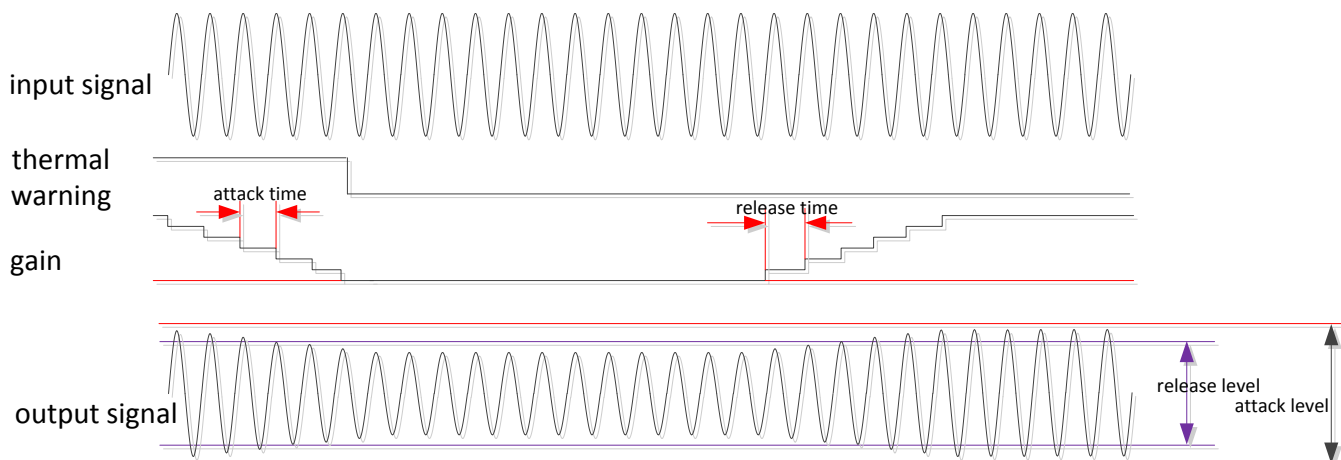 input signal
thermal
warning
attack time
release time
gain
output signal
release level
attack level